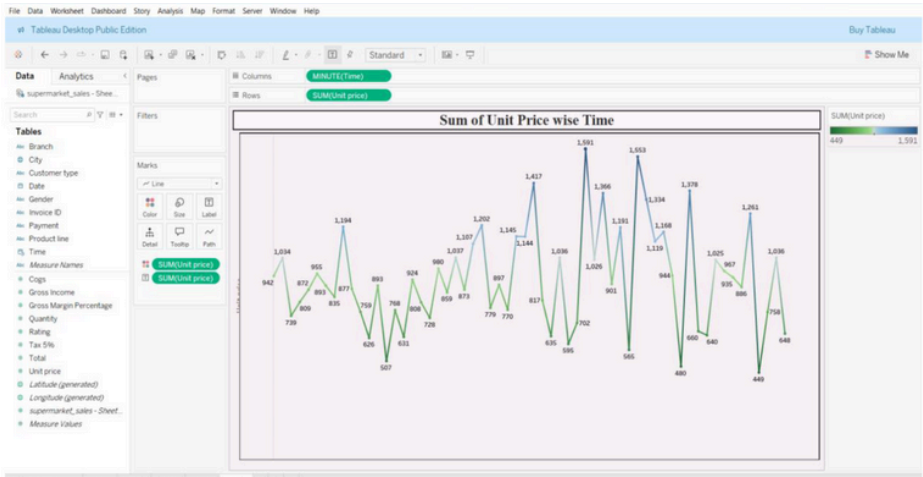 File Data Worksheet Dashboard Story Analysis Map Format Server Window Help
Tableau Desktop Public Edition
Buy Tableau
Standard
Show Me
Data Analytics
supermarket_sales - Shee...
Search
Tables
Abc Branch
City
Abc Customer type
Date
Abc Gender
Abc Invoice ID
Abc Payment
Abc Product line
Time
Abc Measure Names
Cogs
Gross Income
Gross Margin Percentage
Quantity
Rating
Tax 5%
Total
Unit price
Latitude (generated)
Longitude (generated)
supermarket_sales - Sheet...
Measure Values
Pages
Filters
Marks
Line
Color Size Label
Detail Tooltip Path
SUM(Unit price)
SUM(Unit price)
Columns MINUTE(Time)
Rows SUM(Unit price)
Sum of Unit Price wise Time
942
1,034
739
809
872
955
893
835
1,194
877
759
626
893
507
768
631
924
808
728
980
859
1,037
873
1,107
1,202
779
897
770
1,145
1,144
1,417
817
635
1,036
595
702
1,591
1,026
1,366
901
1,191
565
1,553
1,334
1,119
1,168
944
480
1,378
660
640
1,025
935
967
886
1,261
449
758
1,036
648
SUM(Unit price)
449 1,591